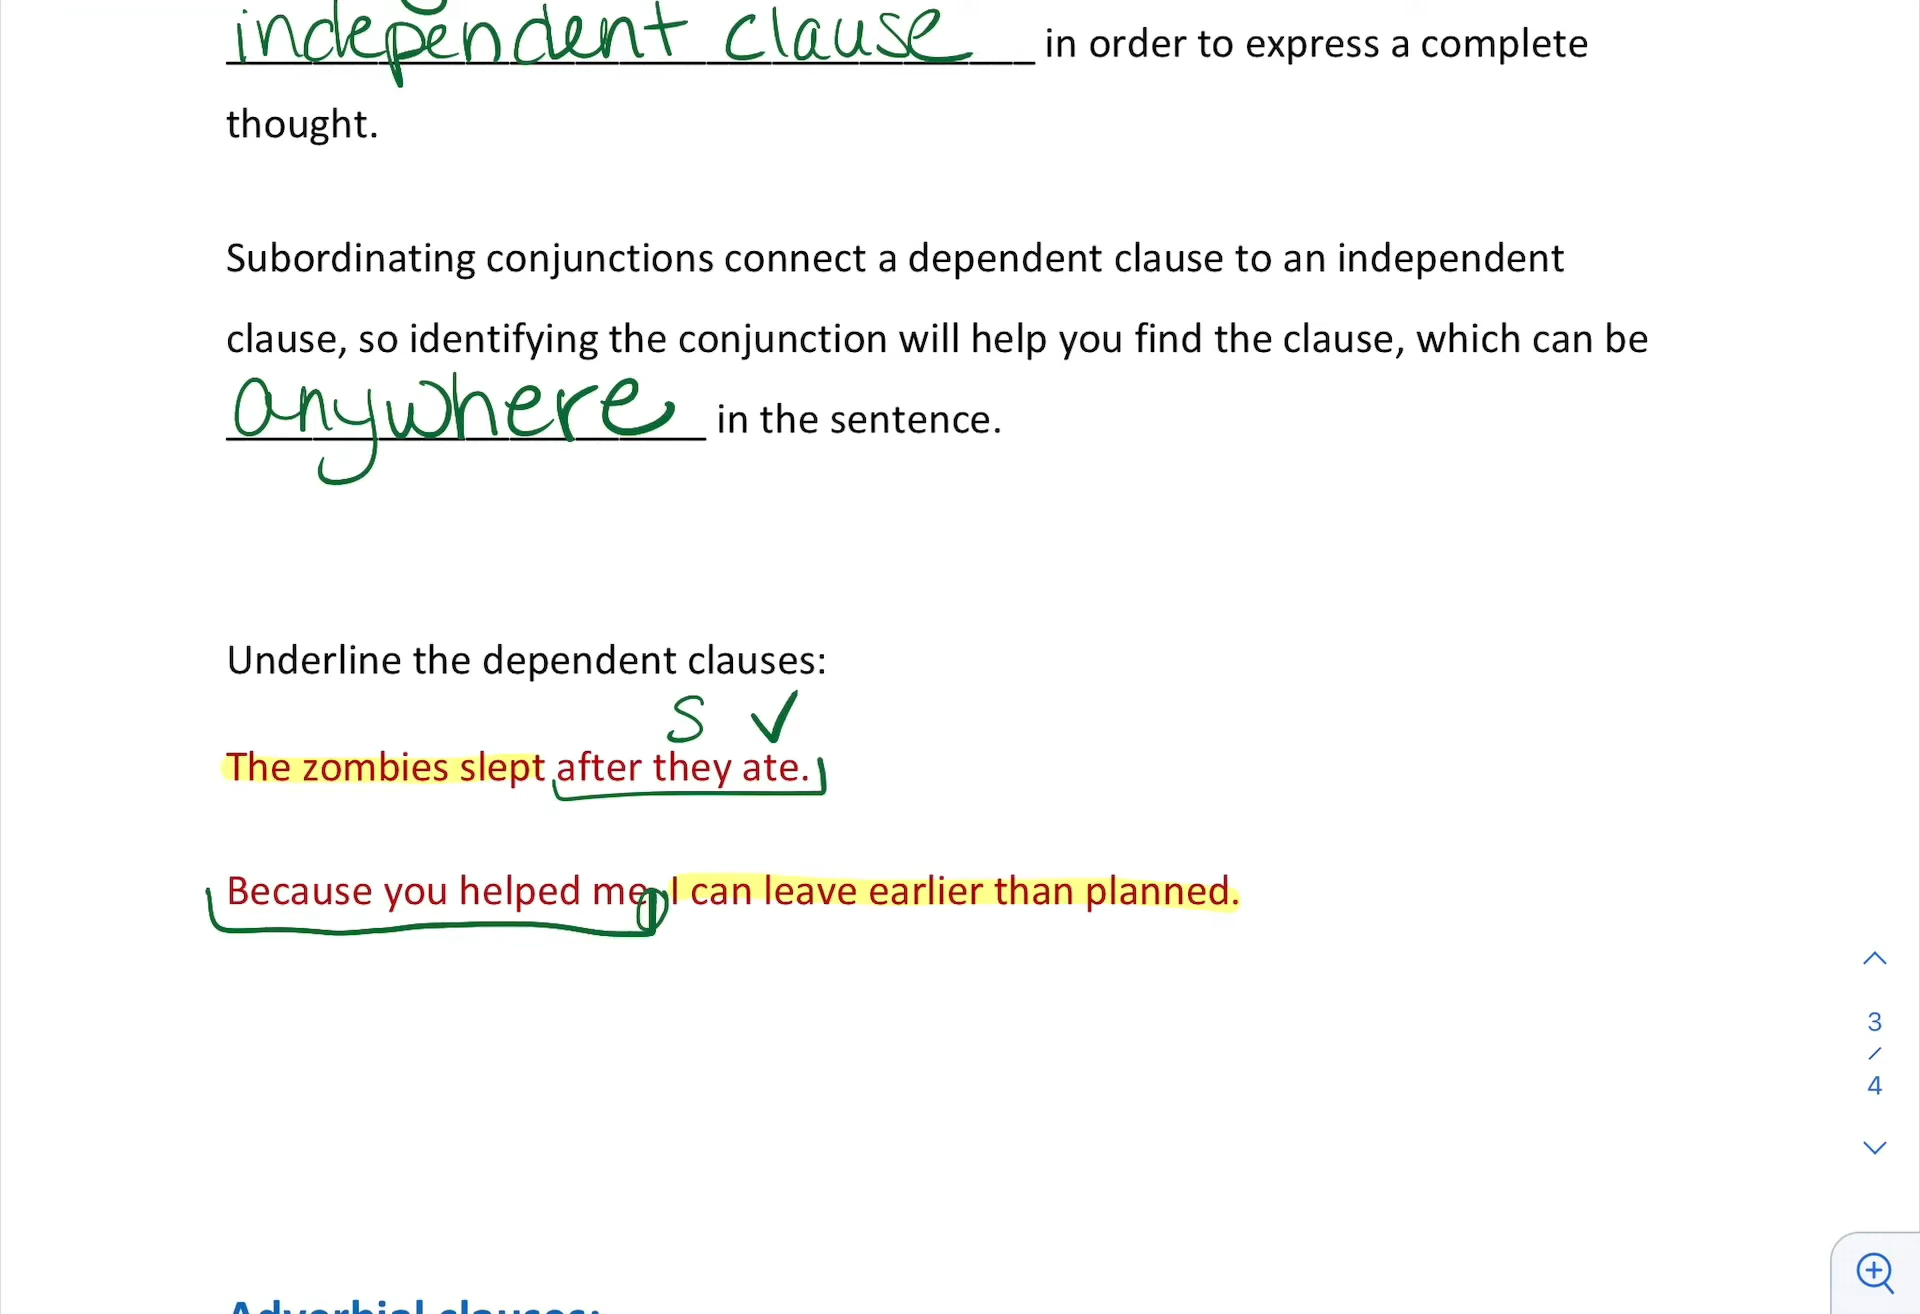 independent clause in order to express a complete
thought.
Subordinating conjunctions connect a dependent clause to an independent
clause, so identifying the conjunction will help you find the clause, which can be
anywhere in the sentence.
Underline the dependent clauses:
S V
The zombies slept after they ate.
Because you helped me, I can leave earlier than planned.
3
/
4
Adverbial clauses: